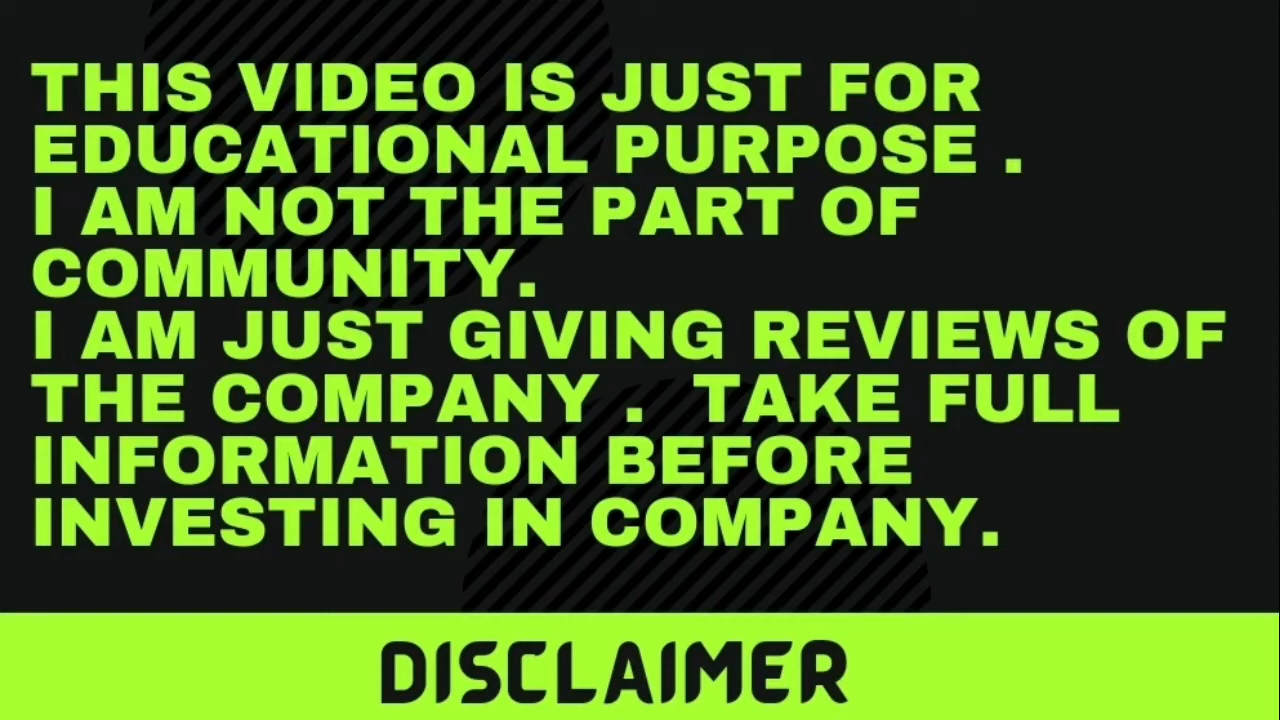 THIS VIDEO IS JUST FOR
EDUCATIONAL PURPOSE .
I AM NOT THE PART OF
COMMUNITY.
I AM JUST GIVING REVIEWS OF
THE COMPANY .  TAKE FULL
INFORMATION BEFORE
INVESTING IN COMPANY.
DISCLAIMER